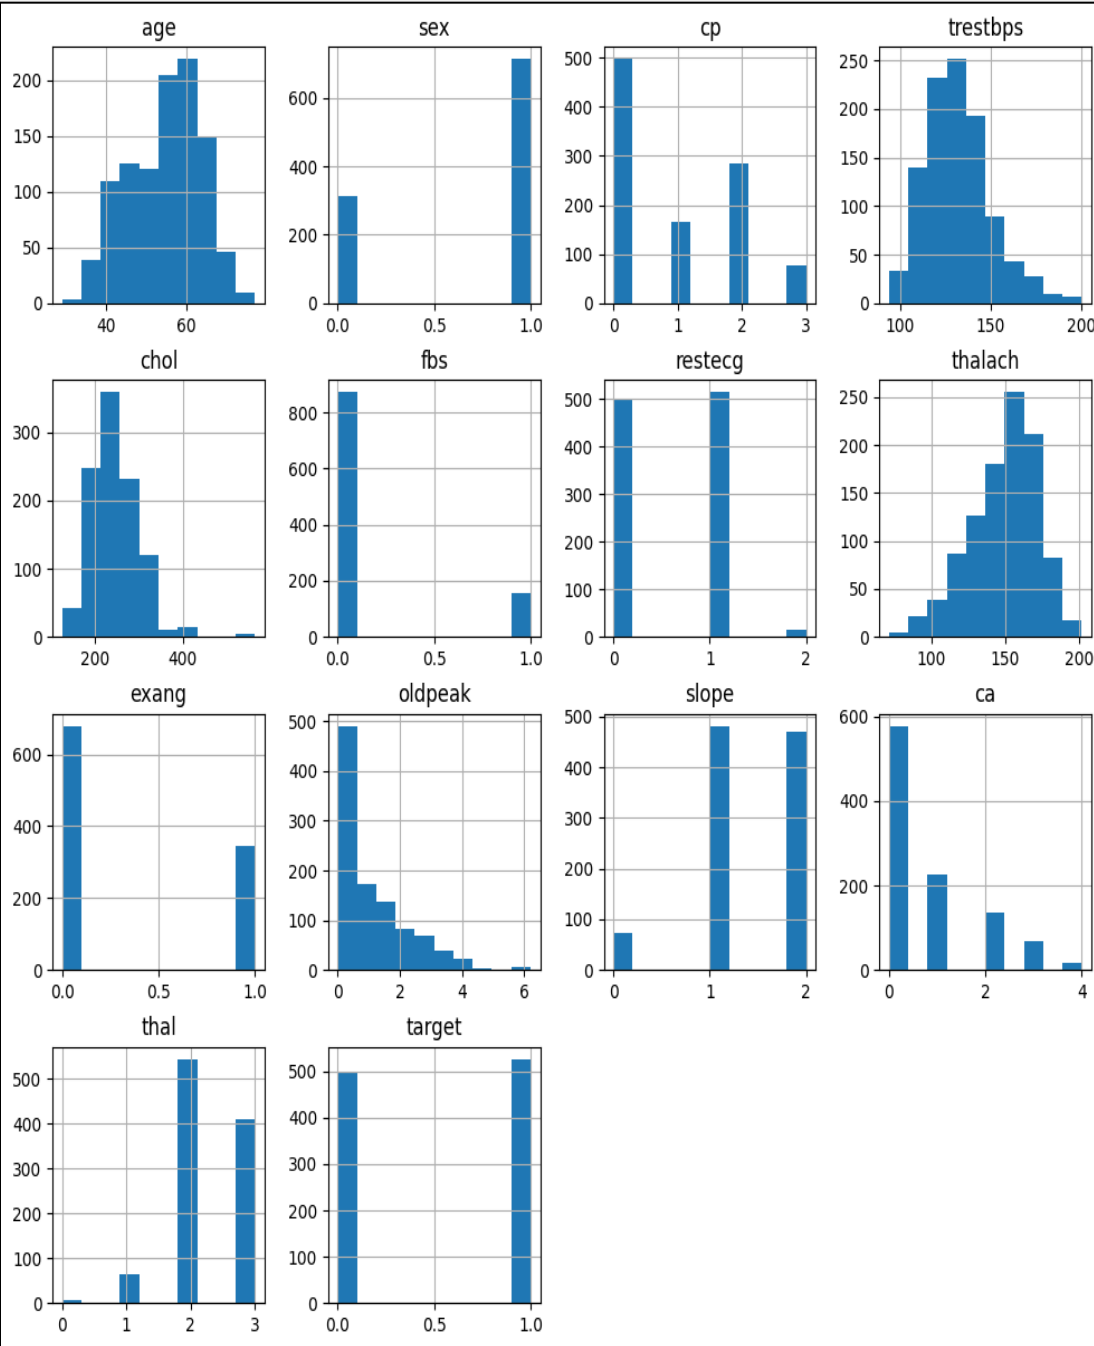 age sex cp trestbps
200 150 100 50 0
40 60
600 400 200 0
0.0 0.5 1.0
500 400 300 200 100 0
0 1 2 3
250 200 150 100 50 0
100 150 200
chol fbs restecg thalach
300 200 100 0
200 400
800 600 400 200 0
0.0 0.5 1.0
500 400 300 200 100 0
0 1 2
250 200 150 100 50 0
100 150 200
exang oldpeak slope ca
600 400 200 0
0.0 0.5 1.0
500 400 300 200 100 0
0 2 4 6
500 400 300 200 100 0
0 1 2
600 400 200 0
0 2 4
thal target
500 400 300 200 100 0
0 1 2 3
500 400 300 200 100 0
0.0 0.5 1.0